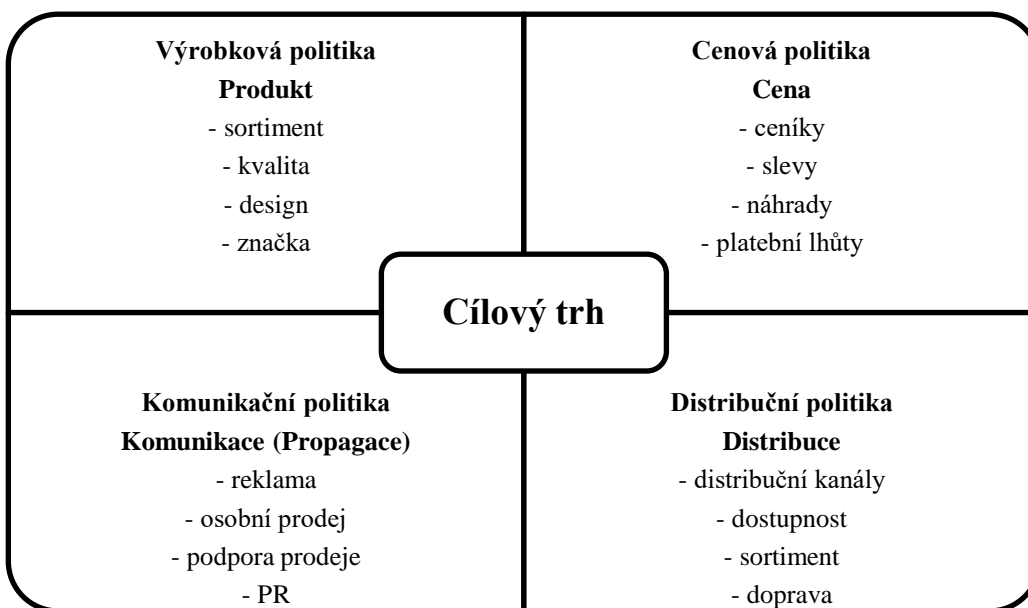 Výrobková politika
Produkt
- sortiment
- kvalita
- design
- značka
Cenová politika
Cena
- ceníky
- slevy
- náhrady
- platební lhůty
Cílový trh
Komunikační politika
Komunikace (Propagace)
- reklama
- osobní prodej
- podpora prodeje
- PR
Distribuční politika
Distribuce
- distribuční kanály
- dostupnost
- sortiment
- doprava